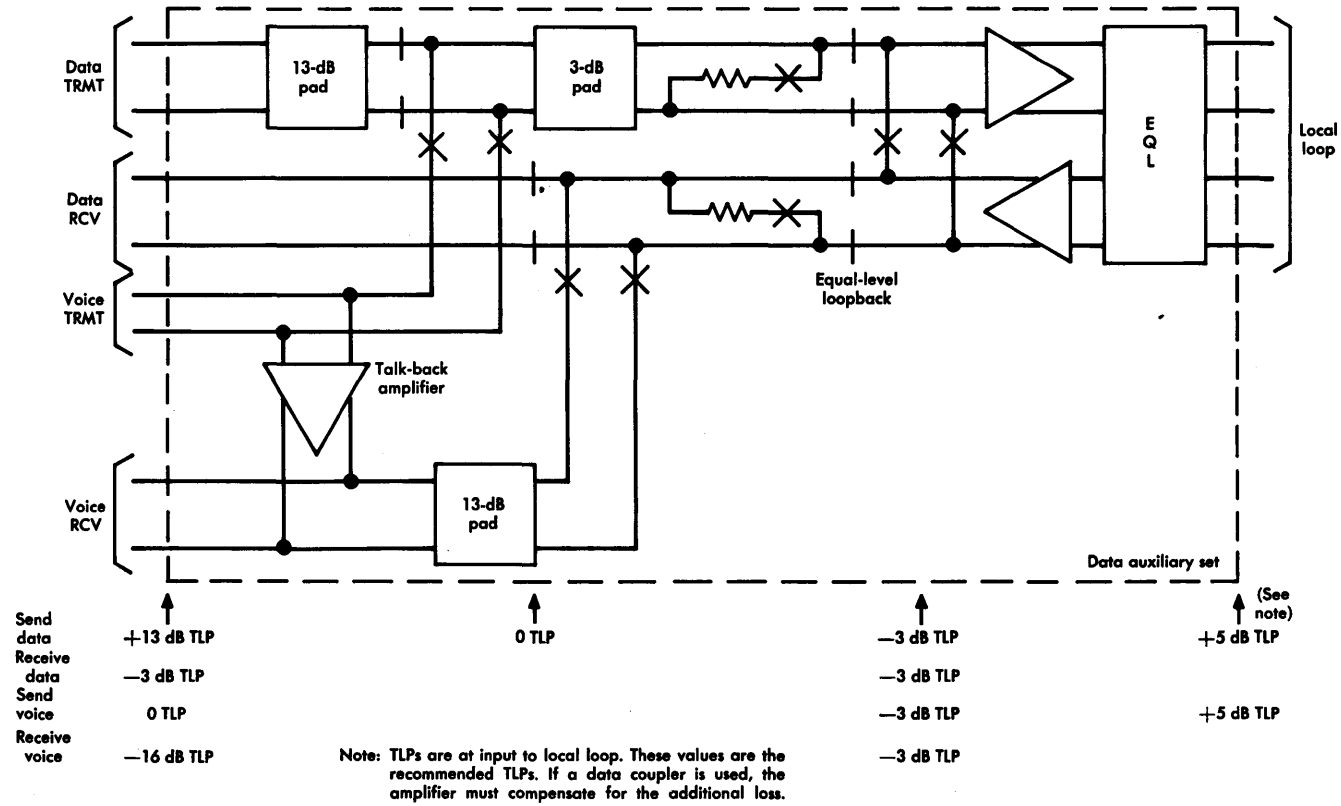 Data
TRMT
13-dB
pad
3-dB
pad
E
Q
L
Local
loop
Data
RCV
Equal-level
loopback
Voice
TRMT
Talk-back
amplifier
Voice
RCV
13-dB
pad
Data auxiliary set
(See
note)
Send
data +13 dB TLP 0 TLP —3 dB TLP +5 dB TLP
Receive
data —3 dB TLP —3 dB TLP
Send
voice 0 TLP —3 dB TLP +5 dB TLP
Receive
voice —16 dB TLP —3 dB TLP
Note: TLPs are at input to local loop. These values are the
recommended TLPs. If a data coupler is used, the
amplifier must compensate for the additional loss.